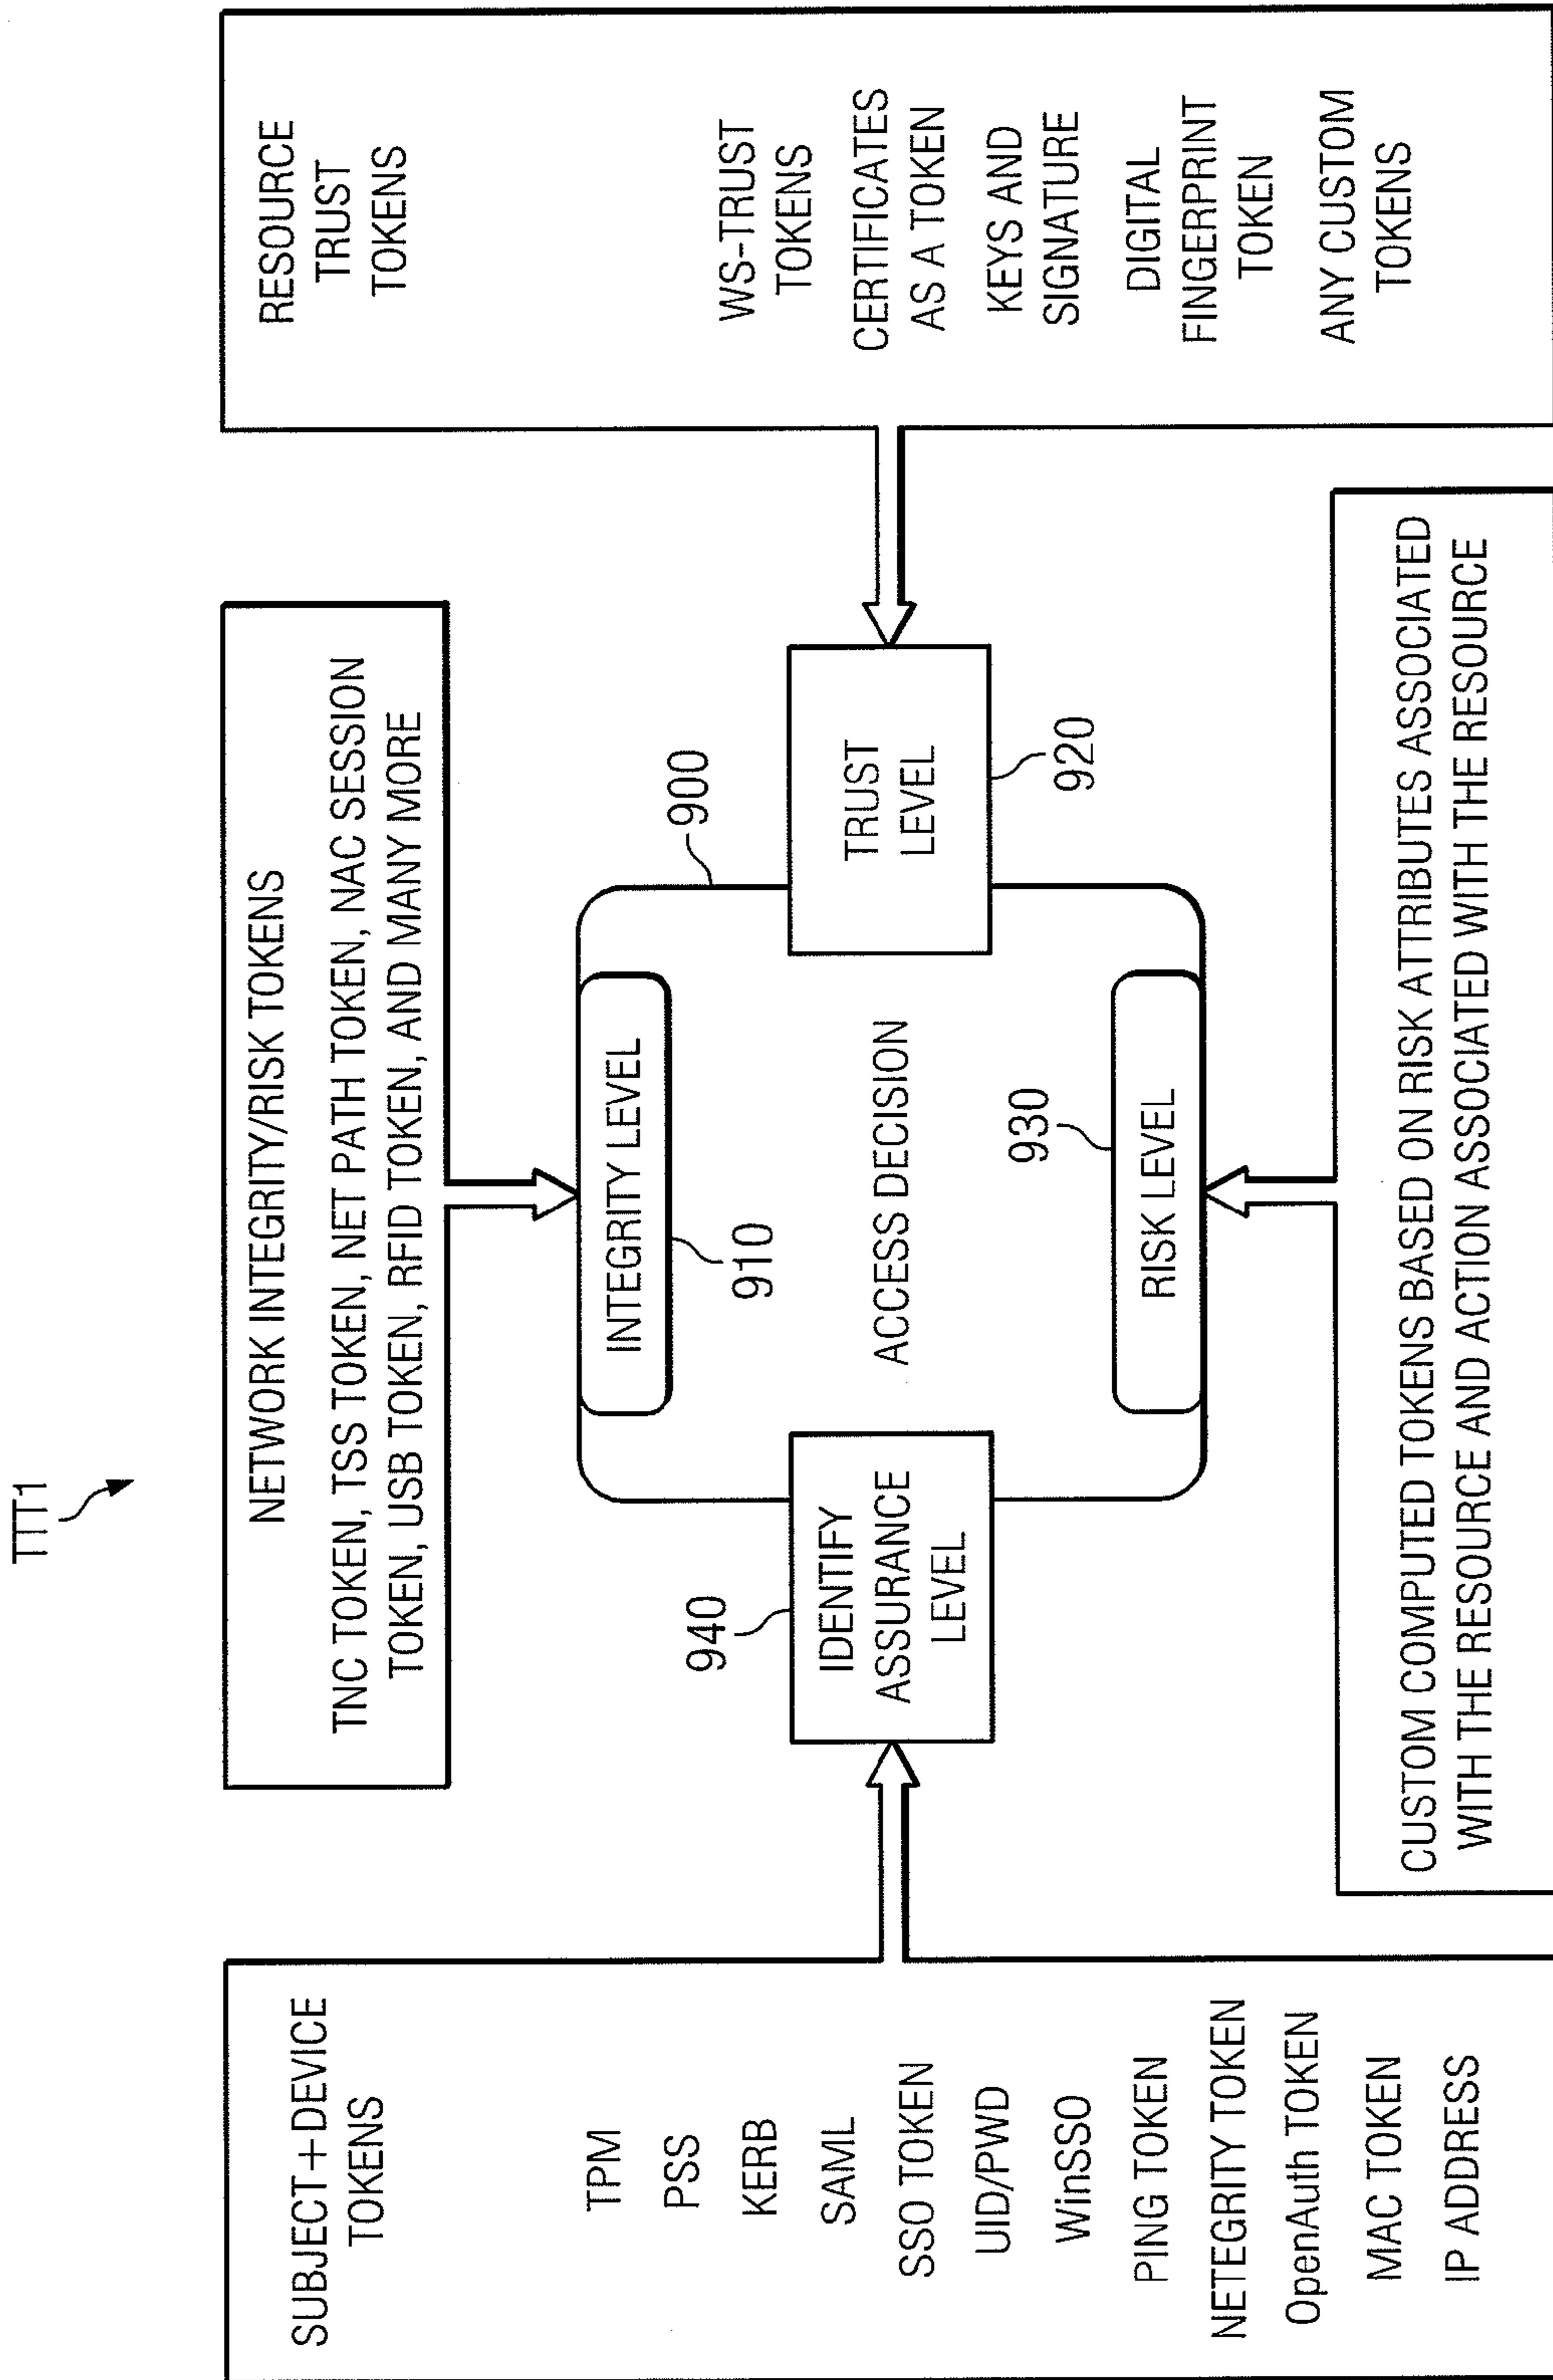 TTT1
SUBJECT+DEVICE
TOKENS
TPM
PSS
KERB
SAML
SSO TOKEN
UID/PWD
WinSSO
PING TOKEN
NETEGRITY TOKEN
OpenAuth TOKEN
MAC TOKEN
IP ADDRESS
NETWORK INTEGRITY/RISK TOKENS
TNC TOKEN, TSS TOKEN, NET PATH TOKEN, NAC SESSION
TOKEN, USB TOKEN, RFID TOKEN, AND MANY MORE
900
INTEGRITY LEVEL
910
940
IDENTIFY
ASSURANCE
LEVEL
ACCESS DECISION
TRUST
LEVEL
920
930
RISK LEVEL
CUSTOM COMPUTED TOKENS BASED ON RISK ATTRIBUTES ASSOCIATED
WITH THE RESOURCE AND ACTION ASSOCIATED WITH THE RESOURCE
RESOURCE
TRUST
TOKENS
WS-TRUST
TOKENS
CERTIFICATES
AS A TOKEN
KEYS AND
SIGNATURE
DIGITAL
FINGERPRINT
TOKEN
ANY CUSTOM
TOKENS